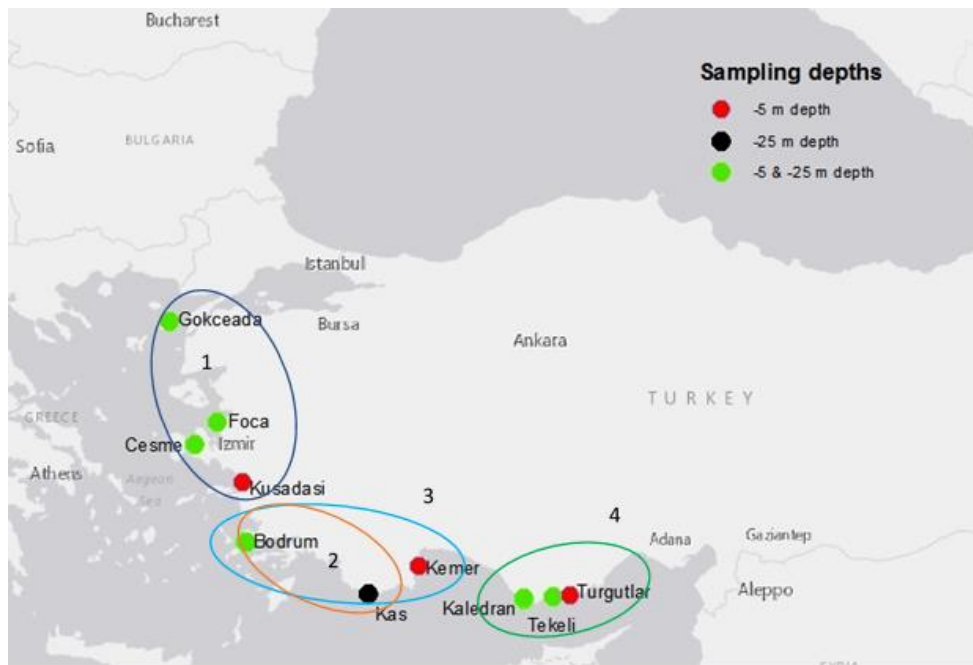 Bucharest
Sampling depths
-5 m depth
-25 m depth
-5 & -25 m depth
BULGARIA
Sofia
Istanbul
Gokceada
Bursa
Ankara
1
TURKEY
GREECE
Foca
Cesme
Izmir
Athens
Aegean
Sea
Kusadasi
3
4
Bodrum
Adana
Gaziantep
2
Kemer
Aleppo
Turgutlar
Kaledran
Kas
Tekeli
SYRIA